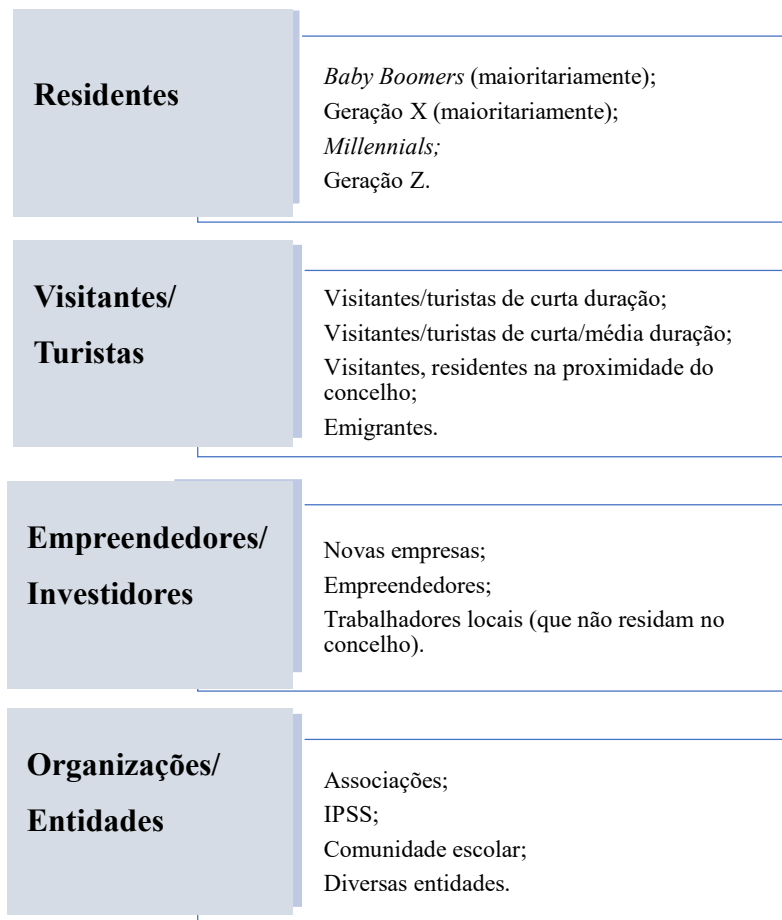 Residentes
Baby Boomers (maioritariamente);
Geração X (maioritariamente);
Millennials;
Geração Z.
Visitantes/
Turistas
Visitantes/turistas de curta duração;
Visitantes/turistas de curta/média duração;
Visitantes, residentes na proximidade do
concelho;
Emigrantes.
Empreendedores/
Investidores
Novas empresas;
Empreendedores;
Trabalhadores locais (que não residam no
concelho).
Organizações/
Entidades
Associações;
IPSS;
Comunidade escolar;
Diversas entidades.